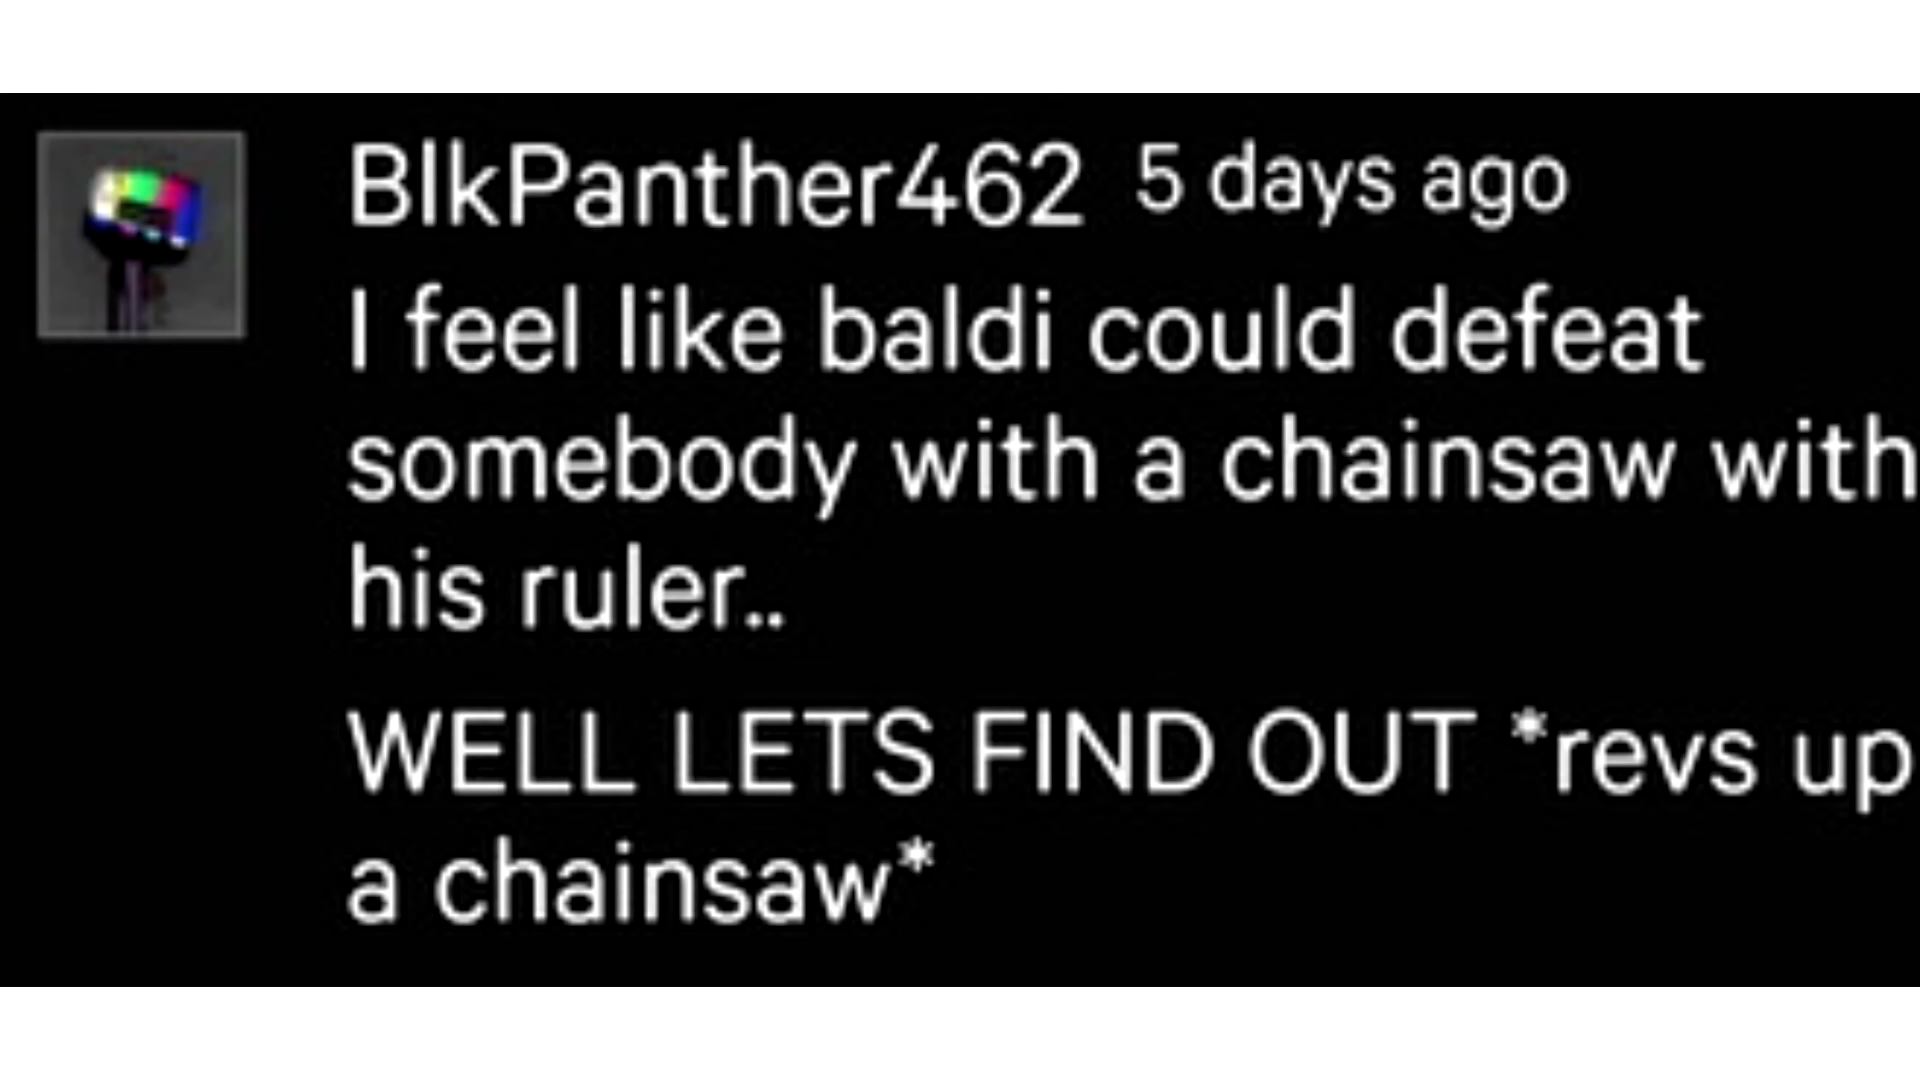 BlkPanther462 5 days ago
I feel like baldi could defeat
somebody with a chainsaw with
his ruler..
WELL LETS FIND OUT *revs up
a chainsaw*